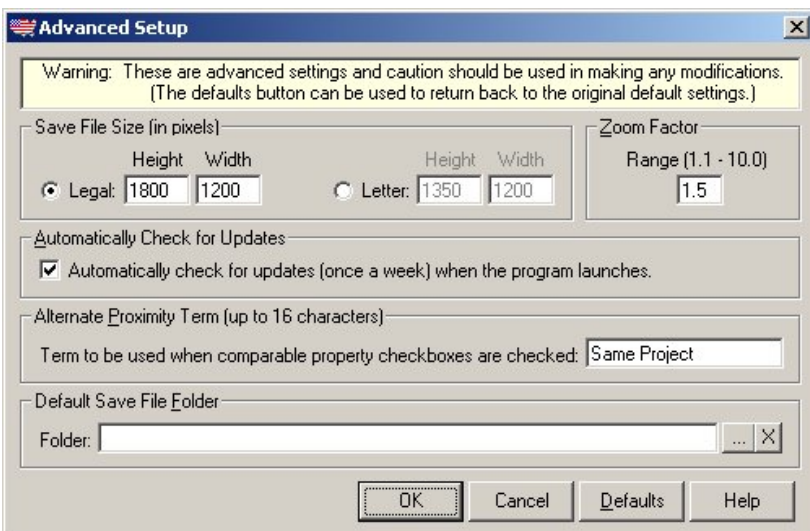 Advanced Setup
Warning: These are advanced settings and caution should be used in making any modifications.
(The defaults button can be used to return back to the original default settings.)
Save File Size (in pixels)
Height Width
Legal: 1800 1200
Height Width
Letter: 1350 1200
Zoom Factor
Range (1.1 - 10.0)
1.5
Automatically Check for Updates
Automatically check for updates (once a week) when the program launches.
Alternate Proximity Term (up to 16 characters)
Term to be used when comparable property checkboxes are checked: Same Project
Default Save File Folder
Folder: ... X
OK Cancel Defaults Help